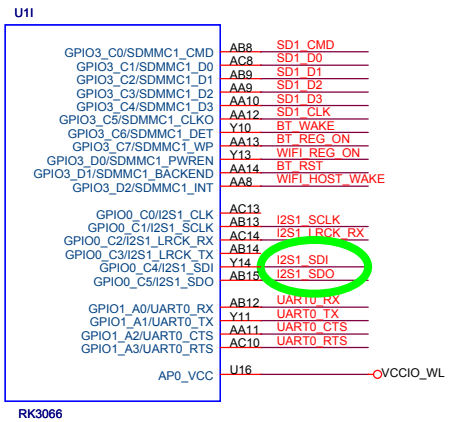 U1I
GPIO3_C0/SDMMC1_CMD AB8 SD1_CMD
GPIO3_C1/SDMMC1_D0 AC8 SD1_D0
GPIO3_C2/SDMMC1_D1 AB9 SD1_D1
GPIO3_C3/SDMMC1_D2 AA9 SD1_D2
GPIO3_C4/SDMMC1_D3 AA10 SD1_D3
GPIO3_C5/SDMMC1_CLKO AA12 SD1_CLK
GPIO3_C6/SDMMC1_DET Y10 BT_WAKE
GPIO3_C7/SDMMC1_WP AA13 BT_REG_ON
GPIO3_D0/SDMMC1_PWREN Y13 WIFI_REG_ON
GPIO3_D1/SDMMC1_BACKEND AA14 BT_RST
GPIO3_D2/SDMMC1_INT AA8 WIFI_HOST_WAKE
GPIO0_C0/I2S1_CLK AC13
GPIO0_C1/I2S1_SCLK AB13 I2S1_SCLK
GPIO0_C2/I2S1_LRCK_RX AC14 I2S1_LRCK_RX
GPIO0_C3/I2S1_LRCK_TX AB14
GPIO0_C4/I2S1_SDI Y14 I2S1_SDI
GPIO0_C5/I2S1_SDO AB15 I2S1_SDO
GPIO1_A0/UART0_RX AB12 UART0_RX
GPIO1_A1/UART0_TX Y11 UART0_TX
GPIO1_A2/UART0_CTS AA11 UART0_CTS
GPIO1_A3/UART0_RTS AC10 UART0_RTS
AP0_VCC U16 VCCIO_WL
RK3066